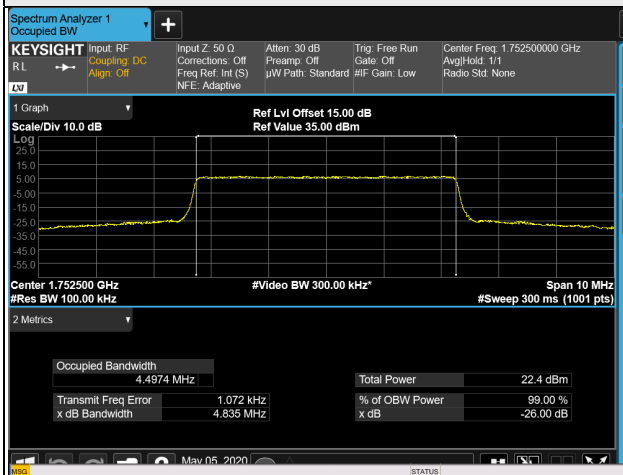 Spectrum Analyzer 1
Occupied BW
+
KEYSIGHT Input: RF Input Z: 50 Ω Atten: 30 dB Trig: Free Run Center Freq: 1.752500000 GHz
RL Coupling: DC Corrections: Off Preamp: Off Gate: Off Avg|Hold: 1/1
Align: Off Freq Ref: Int (S) µW Path: Standard #IF Gain: Low Radio Std: None
LXI NFE: Adaptive
1 Graph
Ref Lvl Offset 15.00 dB
Scale/Div 10.0 dB Ref Value 35.00 dBm
Log
25.0
15.0
5.00
-5.00
-15.0
-25.0
-35.0
-45.0
-55.0
Center 1.752500 GHz #Video BW 300.00 kHz* Span 10 MHz
#Res BW 100.00 kHz #Sweep 300 ms (1001 pts)
2 Metrics
Occupied Bandwidth
4.4974 MHz Total Power 22.4 dBm
Transmit Freq Error 1.072 kHz % of OBW Power 99.00 %
x dB Bandwidth 4.835 MHz x dB -26.00 dB
May 05, 2020
MSG STATUS